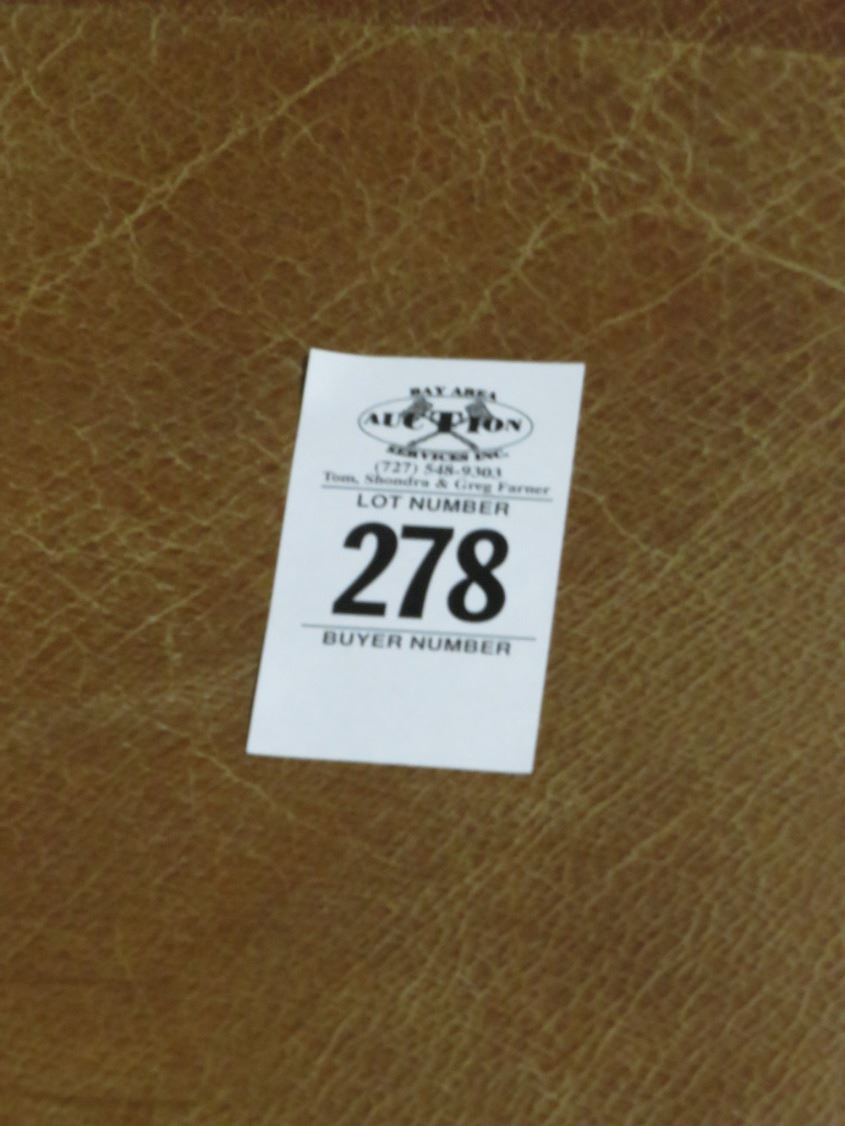 BAY AREA
AUCTION
SERVICES INC.
(727) 548-9303
Tom, Shondra & Greg Farner
LOT NUMBER
278
BUYER NUMBER